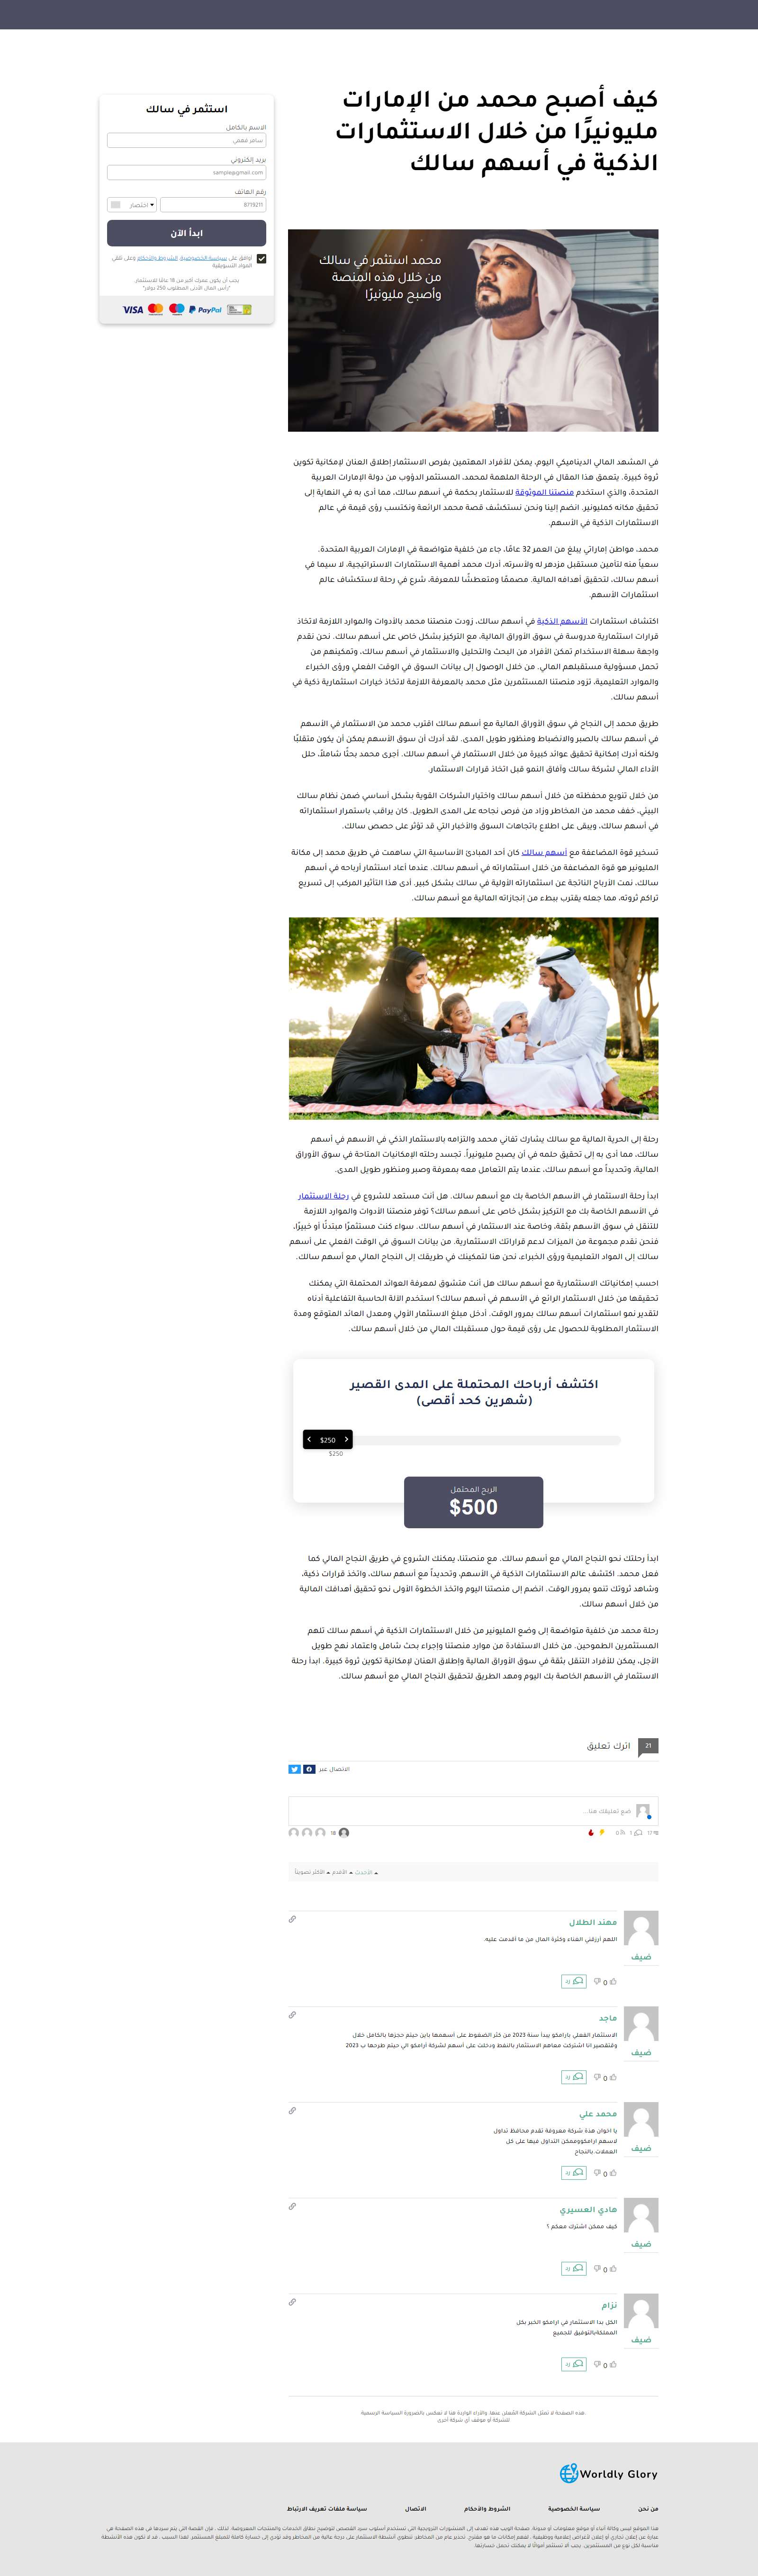 كيف أصبح محمد من الإمارات
مليونيرًا من خلال الاستثمارات
الذكية في أسهم سالك
استثمر في سالك
الاسم بالكامل
سافر فهمي
بريد إلكتروني
sample@gmail.com
رقم الهاتف
8119211
اختصار
ابدأ الآن
اوافق على سياسة الخصوصية، الشروط والأحكام وعلى تلقي
المواد التسويقية
يجب أن يكون عمرك أكبر من 18 عامًا للاستثمار.
*رأس المال الأدنى المطلوب 250 دولار*
VISA
PayPal
محمد استثمر في سالك
من خلال هذه المنصة
وأصبح مليونيرًا
في المشهد المالي الديناميكي اليوم، يمكن للأفراد المهتمين بفرص الاستثمار إطلاق العنان لإمكانية تكوين
ثروة كبيرة. يتعمق هذا المقال في الرحلة الملهمة لمحمد، المستثمر الدؤوب من دولة الإمارات العربية
المتحدة، والذي استخدم منصتنا الموثوقة للاستثمار بحكمة في أسهم سالك، مما أدى به في النهاية إلى
تحقيق مكانه كمليونير. انضم إلينا ونحن نستكشف قصة محمد الرائعة ونكتسب رؤى قيمة في عالم
الاستثمارات الذكية في الأسهم.
محمد، مواطن إماراتي يبلغ من العمر 32 عامًا، جاء من خلفية متواضعة في الإمارات العربية المتحدة.
سعياً منه لتأمين مستقبل مزدهر له ولأسرته، أدرك محمد أهمية الاستثمارات الاستراتيجية، لا سيما في
أسهم سالك، لتحقيق أهدافه المالية. مصممًا ومتعطشًا للمعرفة، شرع في رحلة لاستكشاف عالم
استثمارات الأسهم.
اكتشاف استثمارات الأسهم الذكية في أسهم سالك، زودت منصتنا محمد بالأدوات والموارد اللازمة لاتخاذ
قرارات استثمارية مدروسة في سوق الأوراق المالية، مع التركيز بشكل خاص على أسهم سالك. نحن نقدم
واجهة سهلة الاستخدام تمكن الأفراد من البحث والتحليل والاستثمار في أسهم سالك، وتمكينهم من
تحمل مسؤولية مستقبلهم المالي. من خلال الوصول إلى بيانات السوق في الوقت الفعلي ورؤى الخبراء
والموارد التعليمية، تزود منصتنا المستثمرين مثل محمد بالمعرفة اللازمة لاتخاذ خيارات استثمارية ذكية في
أسهم سالك.
طريق محمد إلى النجاح في سوق الأوراق المالية مع أسهم سالك اقترب محمد من الاستثمار في الأسهم
في أسهم سالك بالصبر والانضباط ومنظور طويل المدى. لقد أدرك أن سوق الأسهم يمكن أن يكون متقلبًا
ولكنه أدرك إمكانية تحقيق عوائد كبيرة من خلال الاستثمار في أسهم سالك. أجرى محمد بحثًا شاملاً، حلل
الأداء المالي لشركة سالك وآفاق النمو قبل اتخاذ قرارات الاستثمار.
من خلال تنويع محفظته من خلال أسهم سالك واختيار الشركات القوية بشكل أساسي ضمن نظام سالك
البيئي، خفف محمد من المخاطر وزاد من فرص نجاحه على المدى الطويل. كان يراقب باستمرار استثماراته
في أسهم سالك، ويبقى على اطلاع باتجاهات السوق والأخبار التي قد تؤثر على حصص سالك.
تسخير قوة المضاعفة مع أسهم سالك كان أحد المبادئ الأساسية التي ساهمت في طريق محمد إلى مكانة
المليونير هو قوة المضاعفة من خلال استثماراته في أسهم سالك. عندما أعاد استثمار أرباحه في أسهم
سالك، نمت الأرباح الناتجة عن استثماراته الأولية في سالك بشكل كبير. أدى هذا التأثير المركب إلى تسريع
تراكم ثروته، مما جعله يقترب ببطء من إنجازاته المالية مع أسهم سالك.
رحلة إلى الحرية المالية مع سالك يشارك تفاني محمد والتزامه بالاستثمار الذكي في الأسهم في أسهم
سالك، مما أدى به إلى تحقيق حلمه في أن يصبح مليونيراً. تجسد رحلته الإمكانيات المتاحة في سوق الأوراق
المالية، وتحديداً مع أسهم سالك، عندما يتم التعامل معه بمعرفة وصبر ومنظور طويل المدى.
ابدأ رحلة الاستثمار في الأسهم الخاصة بك مع أسهم سالك. هل أنت مستعد للشروع في رحلة الاستثمار
في الأسهم الخاصة بك مع التركيز بشكل خاص على أسهم سالك؟ توفر منصتنا الأدوات والموارد اللازمة
للتنقل في سوق الأسهم بثقة، وخاصة عند الاستثمار في أسهم سالك. سواء كنت مستثمرًا مبتدئًا أو خبيرًا،
فنحن نقدم مجموعة من الميزات لدعم قراراتك الاستثمارية. من بيانات السوق في الوقت الفعلي على أسهم
سالك إلى المواد التعليمية ورؤى الخبراء، نحن هنا لتمكينك في طريقك إلى النجاح المالي مع أسهم سالك.
احسب إمكانياتك الاستثمارية مع أسهم سالك هل أنت متشوق لمعرفة العوائد المحتملة التي يمكنك
تحقيقها من خلال الاستثمار الرائع في الأسهم في أسهم سالك؟ استخدم الآلة الحاسبة التفاعلية أدناه
لتقدير نمو استثمارات أسهم سالك بمرور الوقت. أدخل مبلغ الاستثمار الأولي ومعدل العائد المتوقع ومدة
الاستثمار المطلوبة للحصول على رؤى قيمة حول مستقبلك المالي من خلال أسهم سالك.
اكتشف أرباحك المحتملة على المدى القصير
(شهرين كحد أقصى)
$250
$250
الربح المحتمل
$500
ابدأ رحلتك نحو النجاح المالي مع أسهم سالك. مع منصتنا، يمكنك الشروع في طريق النجاح المالي كما
فعل محمد. اكتشف عالم الاستثمارات الذكية في الأسهم، وتحديداً مع أسهم سالك، واتخذ قرارات ذكية،
وشاهد ثروتك تنمو بمرور الوقت. انضم إلى منصتنا اليوم واتخذ الخطوة الأولى نحو تحقيق أهدافك المالية
من خلال أسهم سالك.
رحلة محمد من خلفية متواضعة إلى وضع المليونير من خلال الاستثمارات الذكية في أسهم سالك تلهم
المستثمرين الطموحين. من خلال الاستفادة من موارد منصتنا وإجراء بحث شامل واعتماد نهج طويل
الأجل، يمكن للأفراد التنقل بثقة في سوق الأوراق المالية وإطلاق العنان لإمكانية تكوين ثروة كبيرة. ابدأ رحلة
الاستثمار في الأسهم الخاصة بك اليوم ومهد الطريق لتحقيق النجاح المالي مع أسهم سالك.
21
اترك تعليق
الاتصال عبر
ضع تعليقك هنا...
17
1
0
18
الأحدث
الأقدم
الأكثر تصويتاً
مهند الطلال
اللهم أرزقني الغناء وكثرة المال من ما أقدمت عليه.
ضيف
0
رد
ماجد
الاستثمار الفعلي بارامكو يبدأ سنة 2023 من كثر الضغوط على أسهمها باين حيتم حجزها بالكامل خلال
وقتقصير انا اشتركت معاهم الاستثمار بالنفط ودخلت على أسهم لشركة أرامكو الي حيتم طرحها ب 2023
ضيف
0
رد
محمد علي
يا اخوان هذة شركة معروفة تقدم محافظ تداول
لاسهم ارامكووممكن التداول فيها على كل
العملات.بالنجاح
ضيف
0
رد
هادي العسيري
كيف ممكن اشترك معكم ؟
ضيف
0
رد
نزام
الكل بدا الاستثمار في ارامكو الخير بكل
المملكةبالتوفيق للجميع
ضيف
0
رد
هذه الصفحة لا تمثل الشركة المُعلن عنها، والآراء الواردة هنا لا تعكس بالضرورة السياسة الرسمية
للشركة أو موقف أي شركة أخرى
Worldly Glory
من نحن
سياسة الخصوصية
الشروط والأحكام
الاتصال
سياسة ملفات تعريف الارتباط